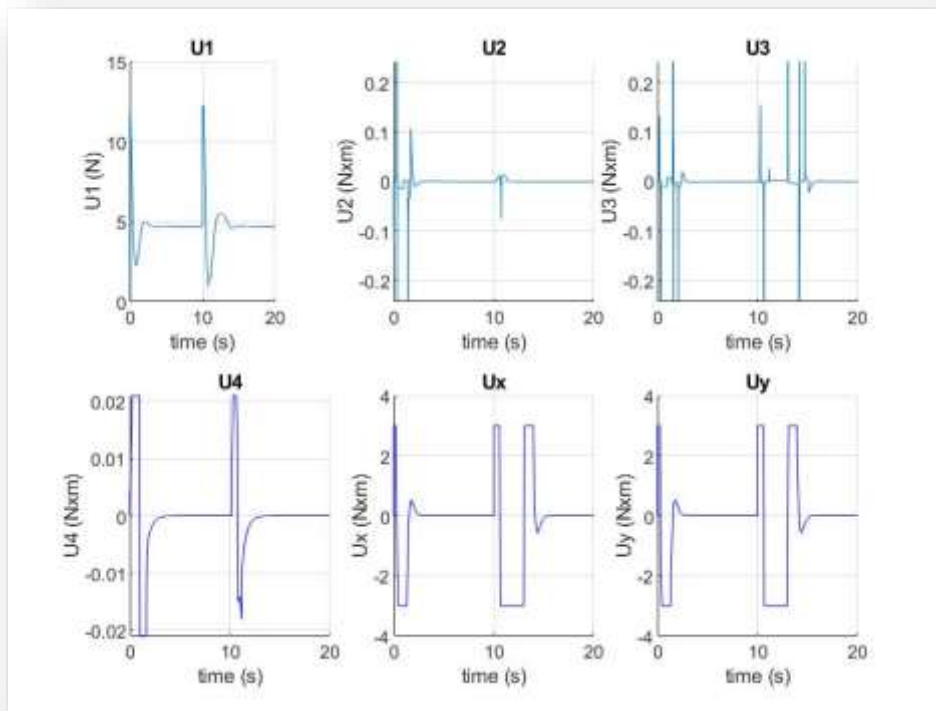 U1
15
10
5
0
U1 (N)
0 10 20
time (s)
U2
0.2
0.1
0
-0.1
-0.2
U2 (Nxm)
0 10 20
time (s)
U3
0.2
0.1
0
-0.1
-0.2
U3 (Nxm)
0 10 20
time (s)
U4
0.02
0.01
0
-0.01
-0.02
U4 (Nxm)
0 10 20
time (s)
Ux
4
2
0
-2
-4
Ux (Nxm)
0 10 20
time (s)
Uy
4
2
0
-2
-4
Uy (Nxm)
0 10 20
time (s)